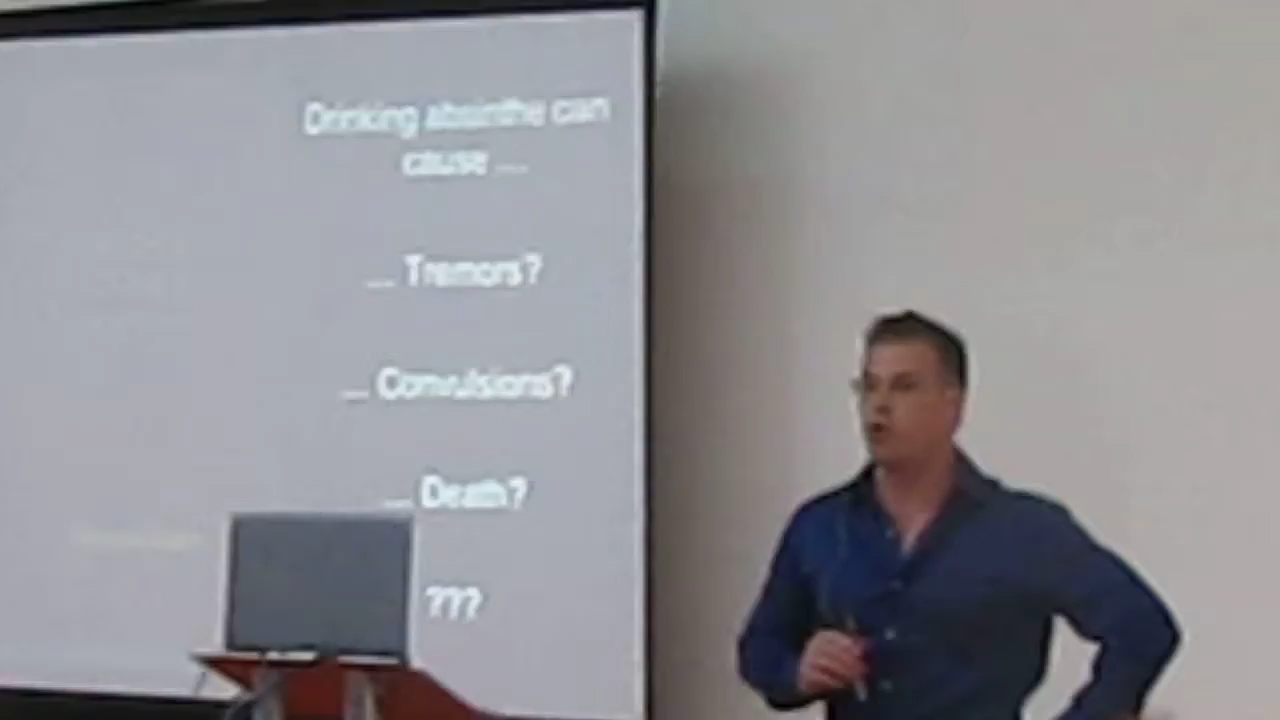 Drinking absinthe can
cause ....
... Tremors?
... Convulsions?
... Death?
???